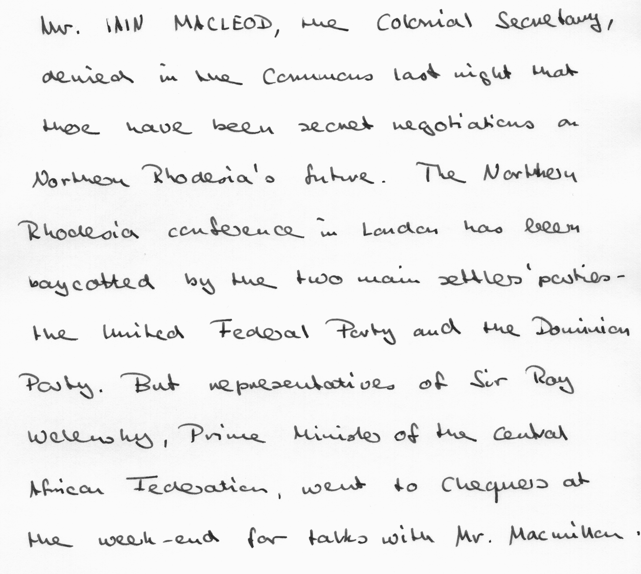 Mr. IAIN MACLEOD, the Colonial Secretary,
denied in the Commons last night that
there have been secret negotiations on
Northern Rhodesia's future. The Northern
Rhodesia conference in London has been
boycotted by the two main settlers' parties-
the United Federal Party and the Dominion
Party. But representatives of Sir Roy
Welensky, Prime Minister of the Central
African Federation, went to Chequers at
the week-end for talks with Mr. Macmillan.